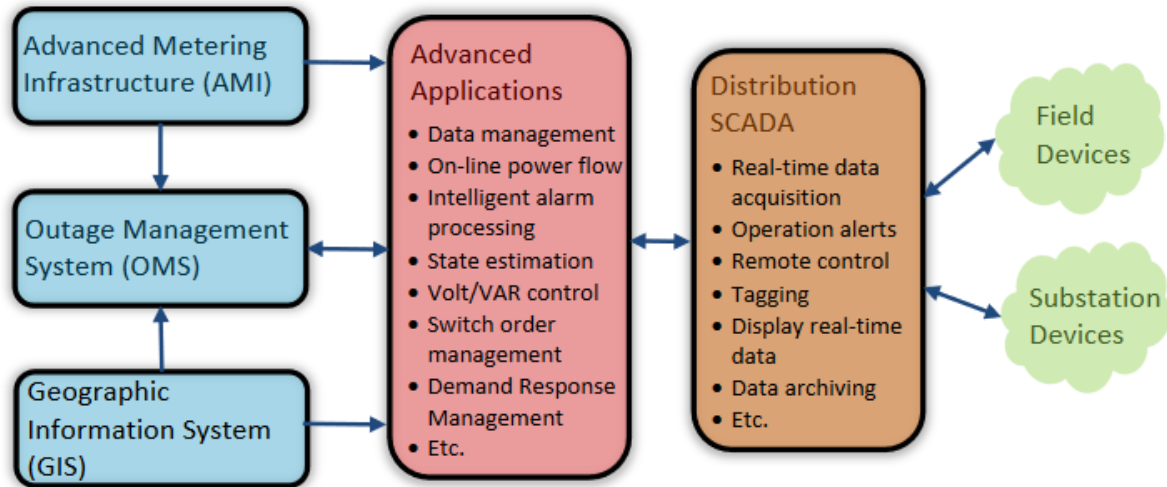 Advanced Metering
Infrastructure (AMI)
Outage Management
System (OMS)
Geographic
Information System
(GIS)
Advanced
Applications
• Data management
• On-line power flow
• Intelligent alarm
processing
• State estimation
• Volt/VAR control
• Switch order
management
• Demand Response
Management
• Etc.
Distribution
SCADA
• Real-time data
acquisition
• Operation alerts
• Remote control
• Tagging
• Display real-time
data
• Data archiving
• Etc.
Field
Devices
Substation
Devices